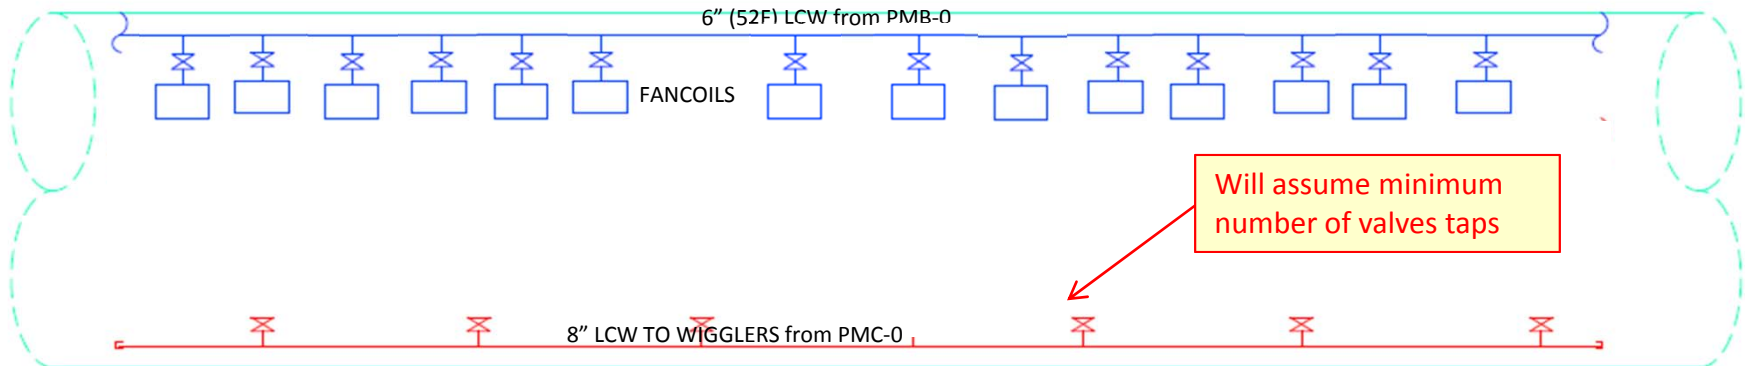 6” (52F) LCW from PMB-0
FANCOILS
Will assume minimum
number of valves taps
8” LCW TO WIGGLERS from PMC-0